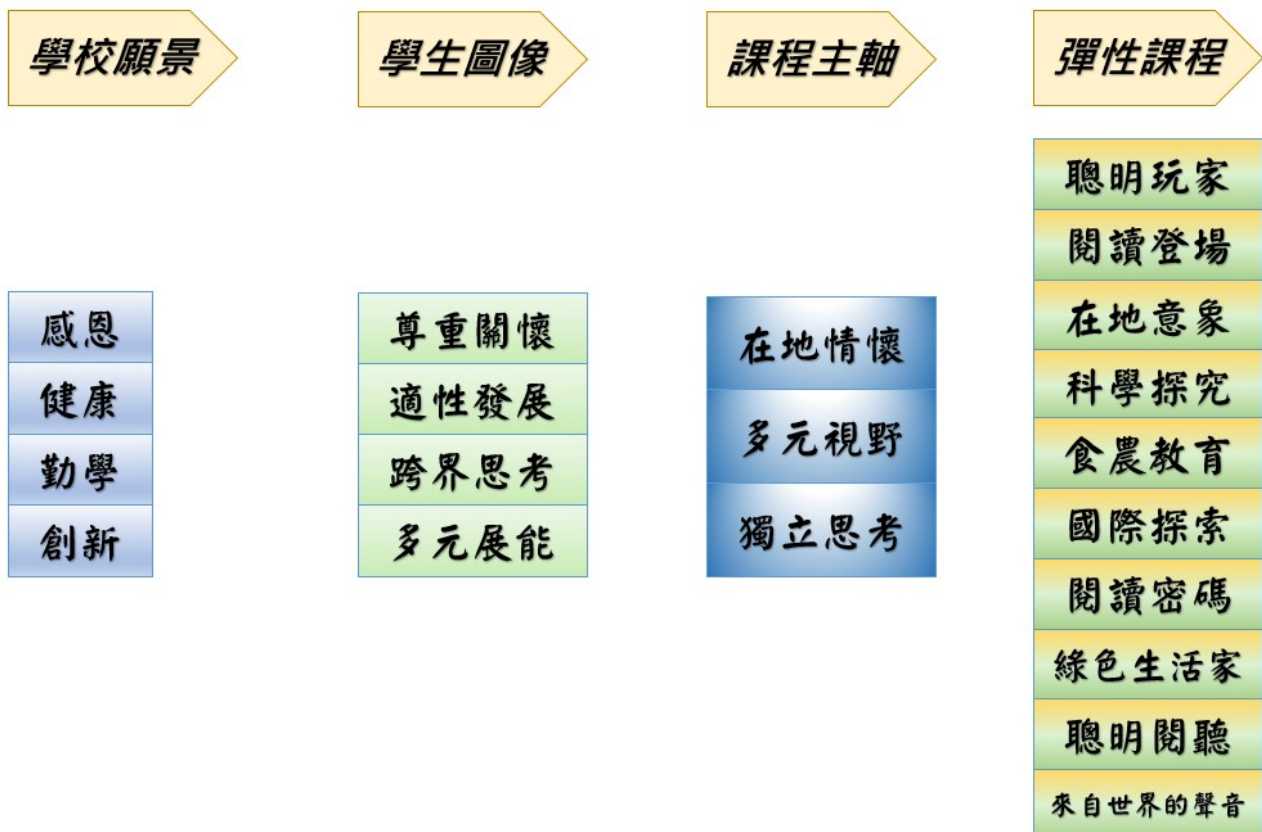 學校願景
學生圖像
課程主軸
彈性課程
感恩
健康
勤學
創新
尊重關懷
適性發展
跨界思考
多元展能
在地情懷
多元視野
獨立思考
聰明玩家
閱讀登場
在地意象
科學探究
食農教育
國際探索
閱讀密碼
綠色生活家
聰明閱聽
來自世界的聲音